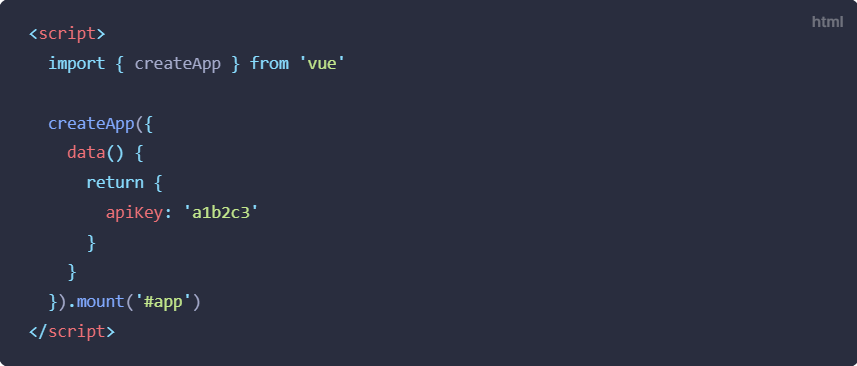 html
<script>
  import { createApp } from 'vue'

  createApp({
    data() {
      return {
        apiKey: 'a1b2c3'
      }
    }
  }).mount('#app')
</script>